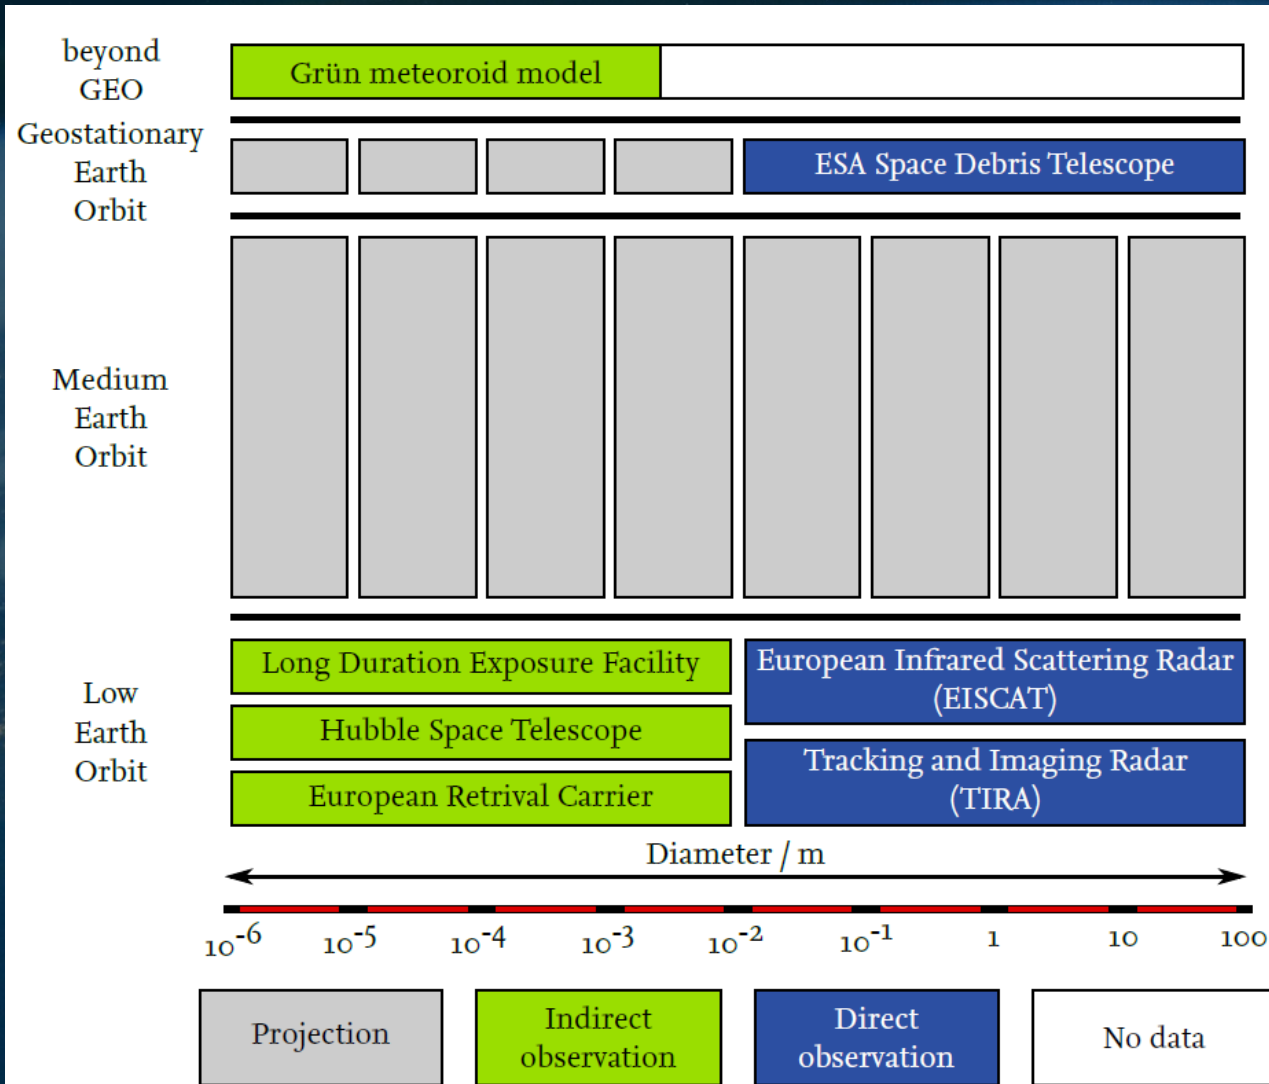 beyond
GEO
Grün meteoroid model
Geostationary
Earth
Orbit
ESA Space Debris Telescope
Medium
Earth
Orbit
Low
Earth
Orbit
Long Duration Exposure Facility
Hubble Space Telescope
European Retrival Carrier
European Infrared Scattering Radar
(EISCAT)
Tracking and Imaging Radar
(TIRA)
Diameter / m
10⁻⁶ 10⁻⁵ 10⁻⁴ 10⁻³ 10⁻² 10⁻¹ 1 10 100
Projection
Indirect
observation
Direct
observation
No data